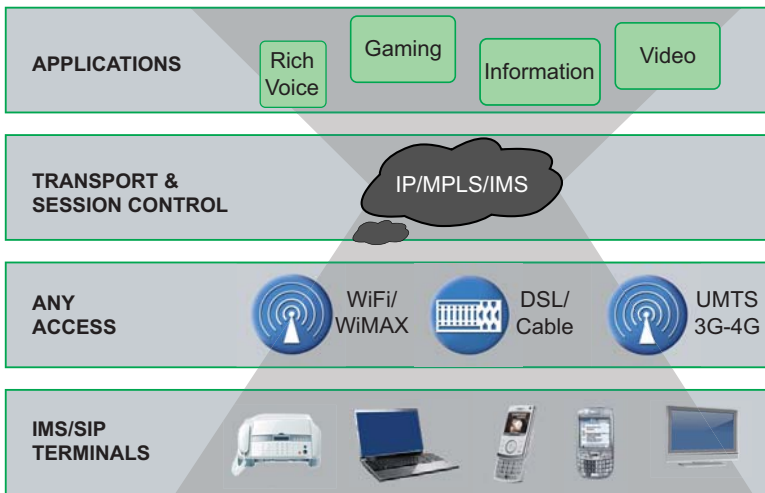 APPLICATIONS
Rich
Voice
Gaming
Information
Video
TRANSPORT &
SESSION CONTROL
IP/MPLS/IMS
ANY
ACCESS
WiFi/
WiMAX
DSL/
Cable
UMTS
3G-4G
IMS/SIP
TERMINALS